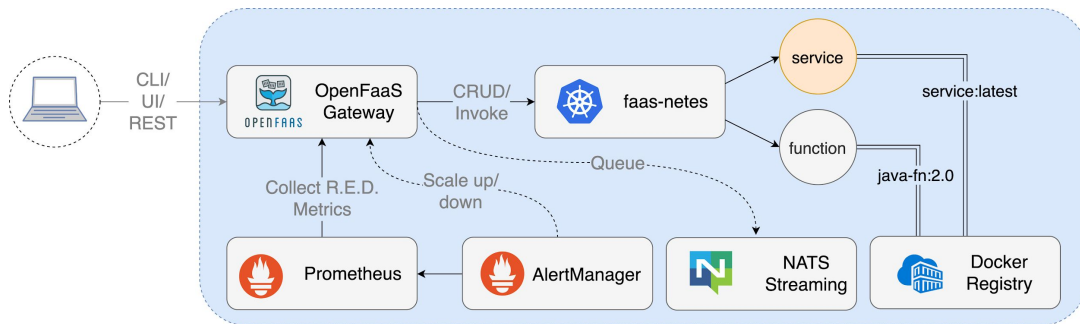 CLI/
UI/
REST
OPENFAAS
OpenFaaS
Gateway
CRUD/
Invoke
faas-netes
service
service:latest
function
java-fn:2.0
Queue
Collect R.E.D.
Metrics
Scale up/
down
Prometheus
AlertManager
NATS
Streaming
Docker
Registry